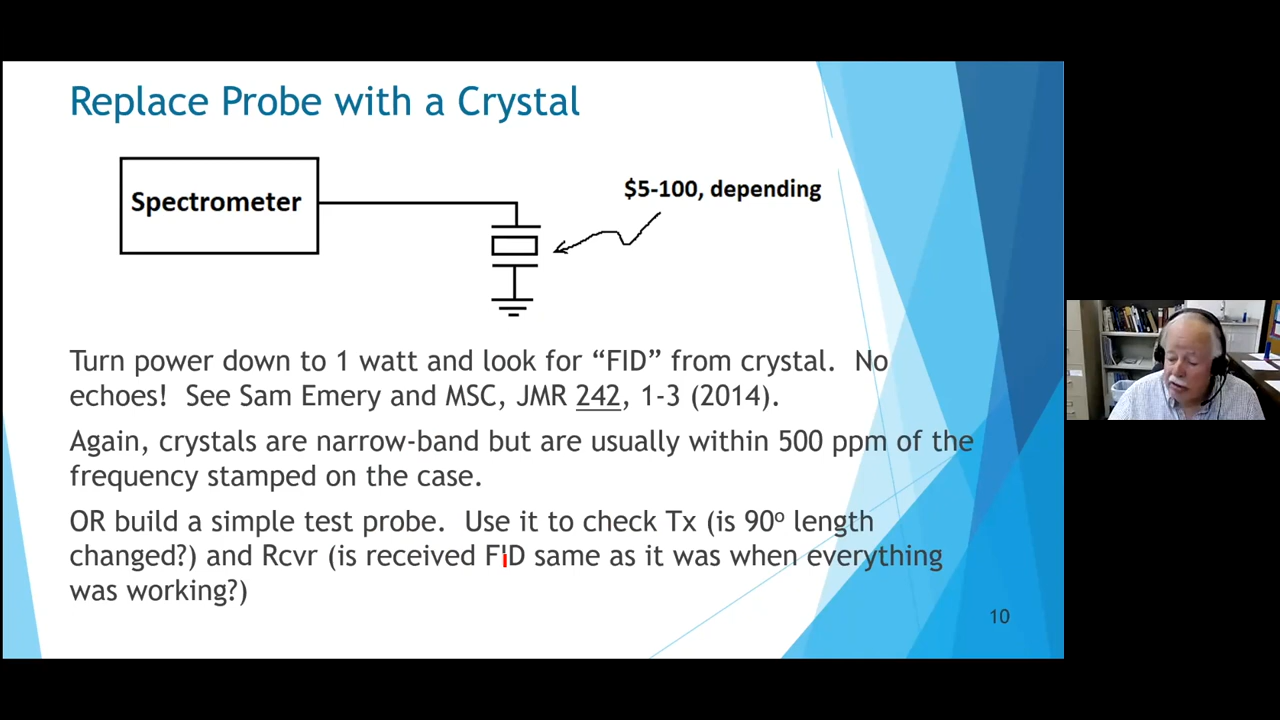 Replace Probe with a Crystal
Spectrometer
$5-100, depending
Turn power down to 1 watt and look for “FID” from crystal. No
echoes! See Sam Emery and MSC, JMR 242, 1-3 (2014).
Again, crystals are narrow-band but are usually within 500 ppm of the
frequency stamped on the case.
OR build a simple test probe. Use it to check Tx (is 90º length
changed?) and Rcvr (is received FID same as it was when everything
was working?)
10